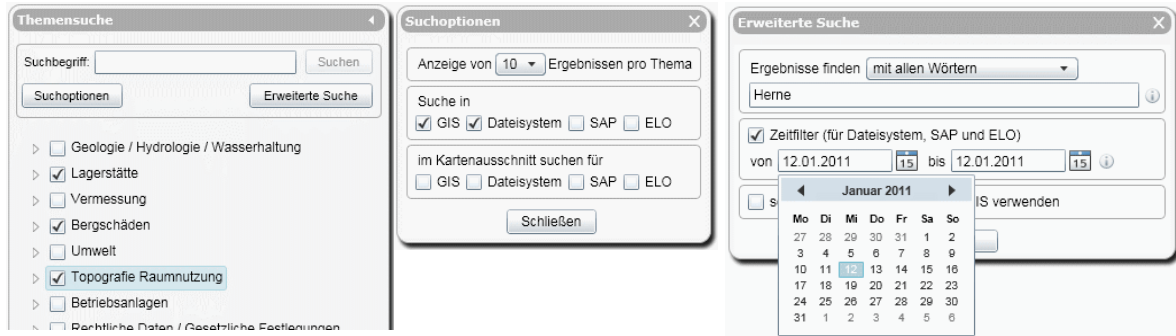 Themensuche
Suchbegriff: Suchen
Suchoptionen Erweiterte Suche
Geologie / Hydrologie / Wasserhaltung
Lagerstätte
Vermessung
Bergschäden
Umwelt
Topografie Raumnutzung
Betriebsanlagen
Rechtliche Daten / Gesetzliche Festlegungen
Suchoptionen X
Anzeige von 10 Ergebnissen pro Thema
Suche in
GIS Dateisystem SAP ELO
im Kartenausschnitt suchen für
GIS Dateisystem SAP ELO
Schließen
Erweiterte Suche X
Ergebnisse finden mit allen Wörtern
Herne
Zeitfilter (für Dateisystem, SAP und ELO)
von 12.01.2011 15 bis 12.01.2011 15
IS verwenden
Januar 2011
Mo Di Mi Do Fr Sa So
27 28 29 30 31 1 2
3 4 5 6 7 8 9
10 11 12 13 14 15 16
17 18 19 20 21 22 23
24 25 26 27 28 29 30
31 1 2 3 4 5 6